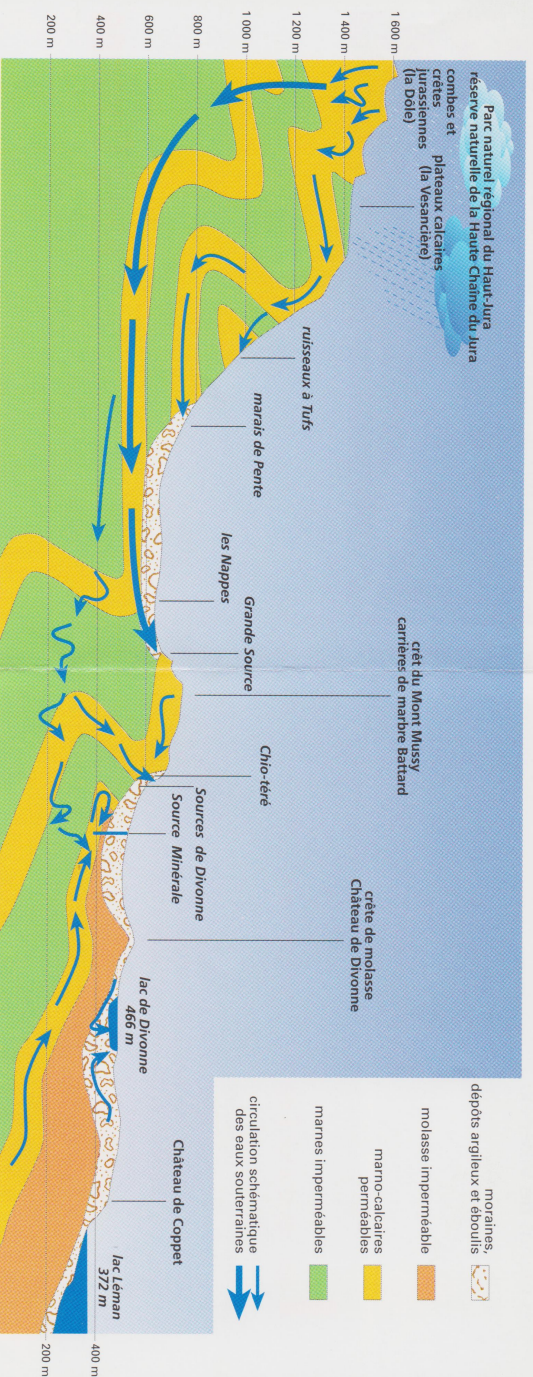 Parc naturel régional du Haut-Jura
réserve naturelle de la Haute Chaîne du Jura
combes et
crêtes
jurassiennes
(la Dôle)
plateaux calcaires
(la Vesancière)
ruisseaux à Tufs
marais de Pente
les Nappes
Grande Source
crêt du Mont Mussy
carrières de marbre Battard
Chio-téré
Sources de Divonne
Source Minérale
crête de molasse
Château de Divonne
lac de Divonne
466 m
Château de Coppet
lac Léman
372 m
1 600 m
1 400 m
1 200 m
1 000 m
800 m
600 m
400 m
200 m
400 m
200 m
moraines,
dépôts argileux et éboulis
molasse imperméable
marno-calcaires
perméables
marnes imperméables
circulation schématique
des eaux souterraines